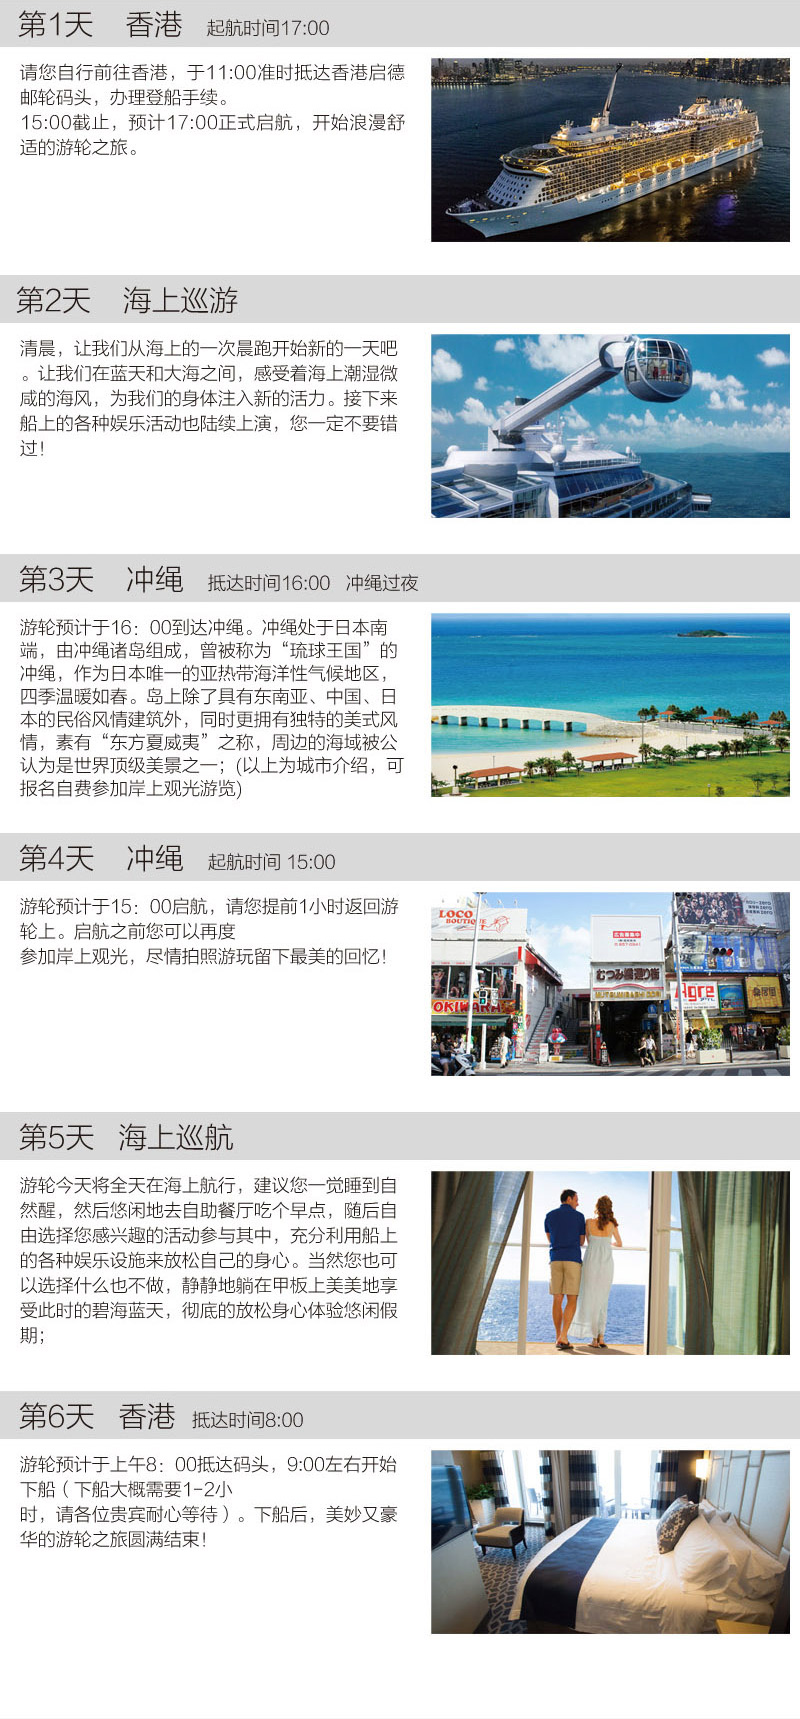 第1天 香港 起航时间17:00
请您自行前往香港，于11:00准时抵达香港启德
邮轮码头，办理登船手续。
15:00截止，预计17:00正式启航，开始浪漫舒
适的游轮之旅。
第2天 海上巡游
清晨，让我们从海上的一次晨跑开始新的一天吧
。让我们在蓝天和大海之间，感受着海上潮湿微
咸的海风，为我们的身体注入新的活力。接下来
船上的各种娱乐活动也陆续上演，您一定不要错
过！
第3天 冲绳 抵达时间16:00 冲绳过夜
游轮预计于16：00到达冲绳。冲绳处于日本南
端，由冲绳诸岛组成，曾被称为“琉球王国”的
冲绳，作为日本唯一的亚热带海洋性气候地区，
四季温暖如春。岛上除了具有东南亚、中国、日
本的民俗风情建筑外，同时更拥有独特的美式风
情，素有“东方夏威夷”之称，周边的海域被公
认为是世界顶级美景之一；(以上为城市介绍，可
报名自费参加岸上观光游览)
第4天 冲绳 起航时间 15:00
游轮预计于15：00启航，请您提前1小时返回游
轮上。启航之前您可以再度
参加岸上观光，尽情拍照游玩留下最美的回忆！
LOCO
BOUTIQUE
広告募集中
むつみ橋通り街
MUTSUMIBASHI DORI
OKINAWA
第5天 海上巡航
游轮今天将全天在海上航行，建议您一觉睡到自
然醒，然后悠闲地去自助餐厅吃个早点，随后自
由选择您感兴趣的活动参与其中，充分利用船上
的各种娱乐设施来放松自己的身心。当然您也可
以选择什么也不做，静静地躺在甲板上美美地享
受此时的碧海蓝天，彻底的放松身心体验悠闲假
期；
第6天 香港 抵达时间8:00
游轮预计于上午8：00抵达码头，9:00左右开始
下船（下船大概需要1-2小
时，请各位贵宾耐心等待）。下船后，美妙又豪
华的游轮之旅圆满结束！